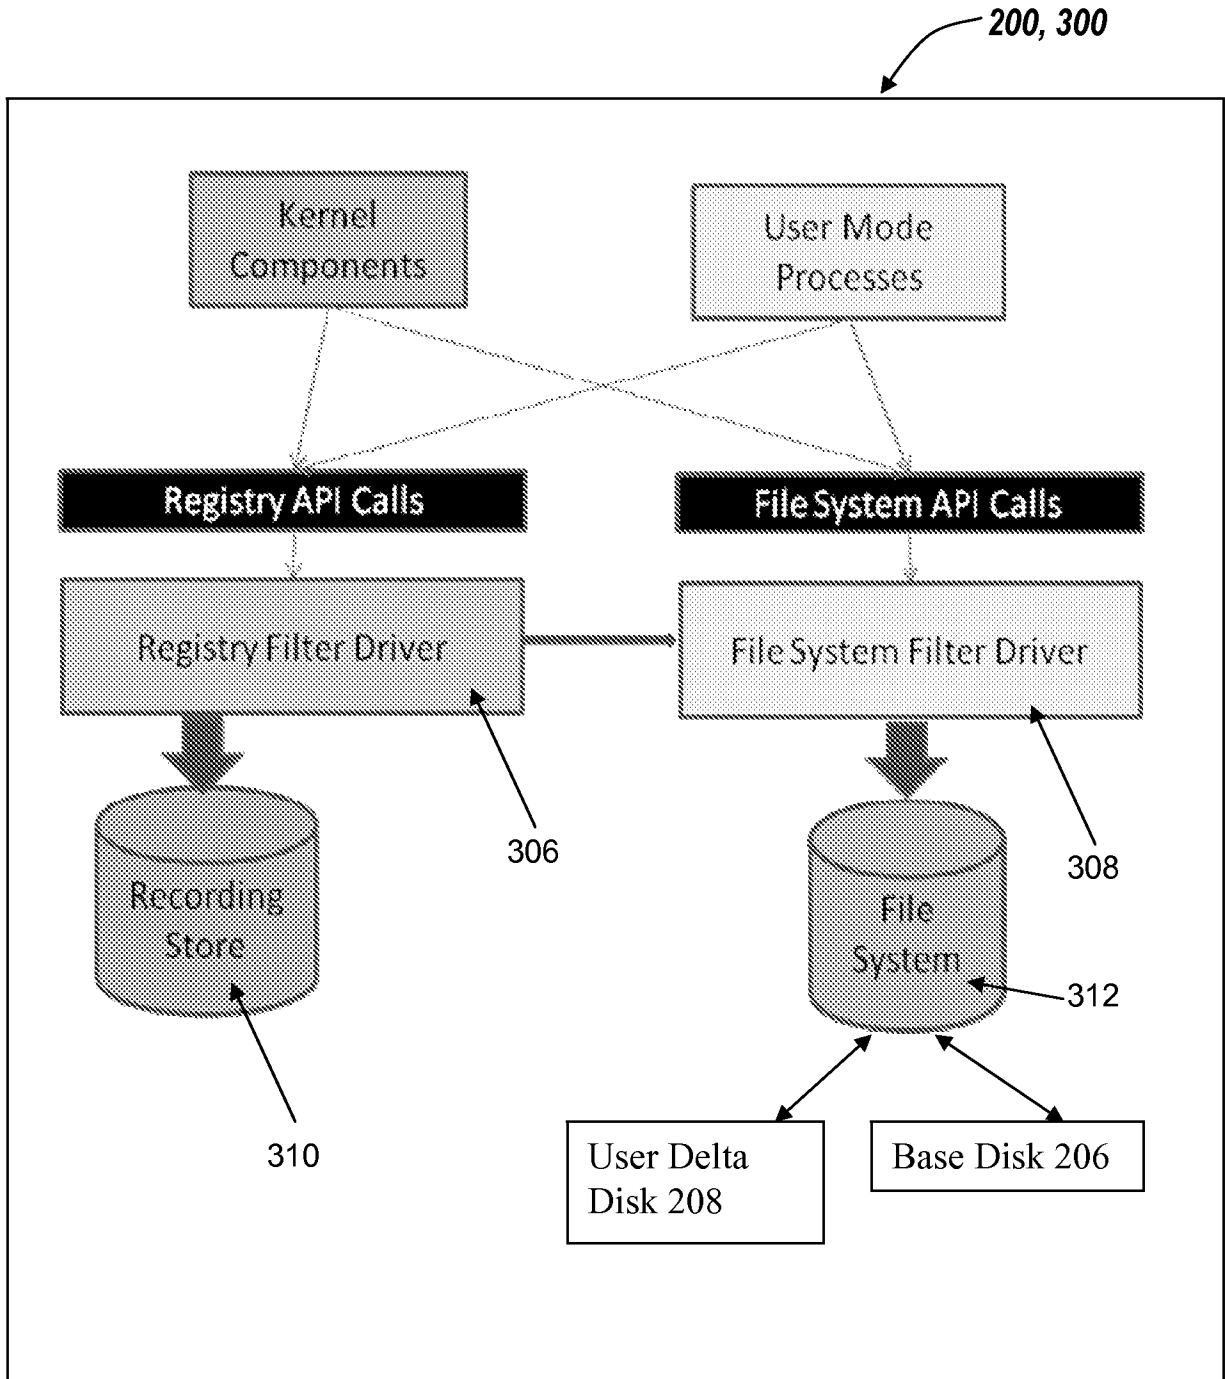 200, 300
Kernel
Components
User Mode
Processes
Registry API Calls
File System API Calls
Registry Filter Driver
File System Filter Driver
306
308
Recording
Store
File
System
312
310
User Delta
Disk 208
Base Disk 206